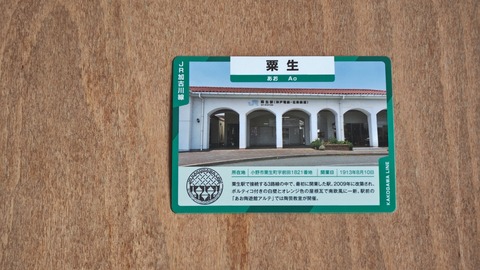 粟生
あお Ao
JR加古川線
所在地 小野市粟生町字前田1821番地 開業日 1913年8月10日
粟生駅で接続する3路線の中で、最初に開業した駅。2009年に改築され、
ポルティコ付きの白壁とオレンジ色の屋根瓦で南欧風に一新。駅前の
「あお陶遊館アルテ」では陶芸教室が開催。
KAKOGAWA LINE